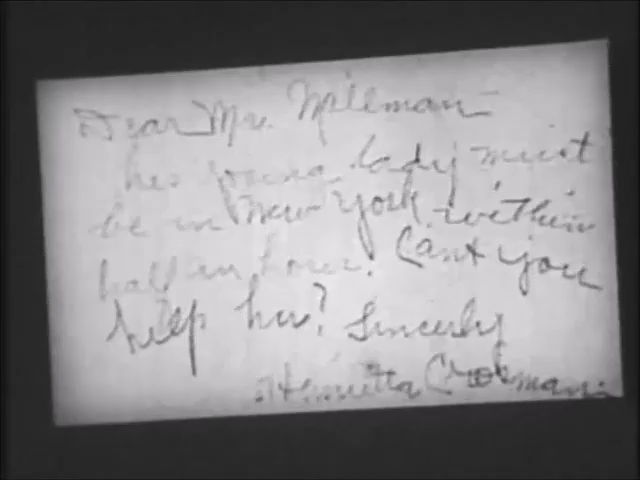 Dear Mr. Millman-
This young lady must
be in New York within
half an hour. Cant you
help her? Sincerely
Henrietta Crosman.